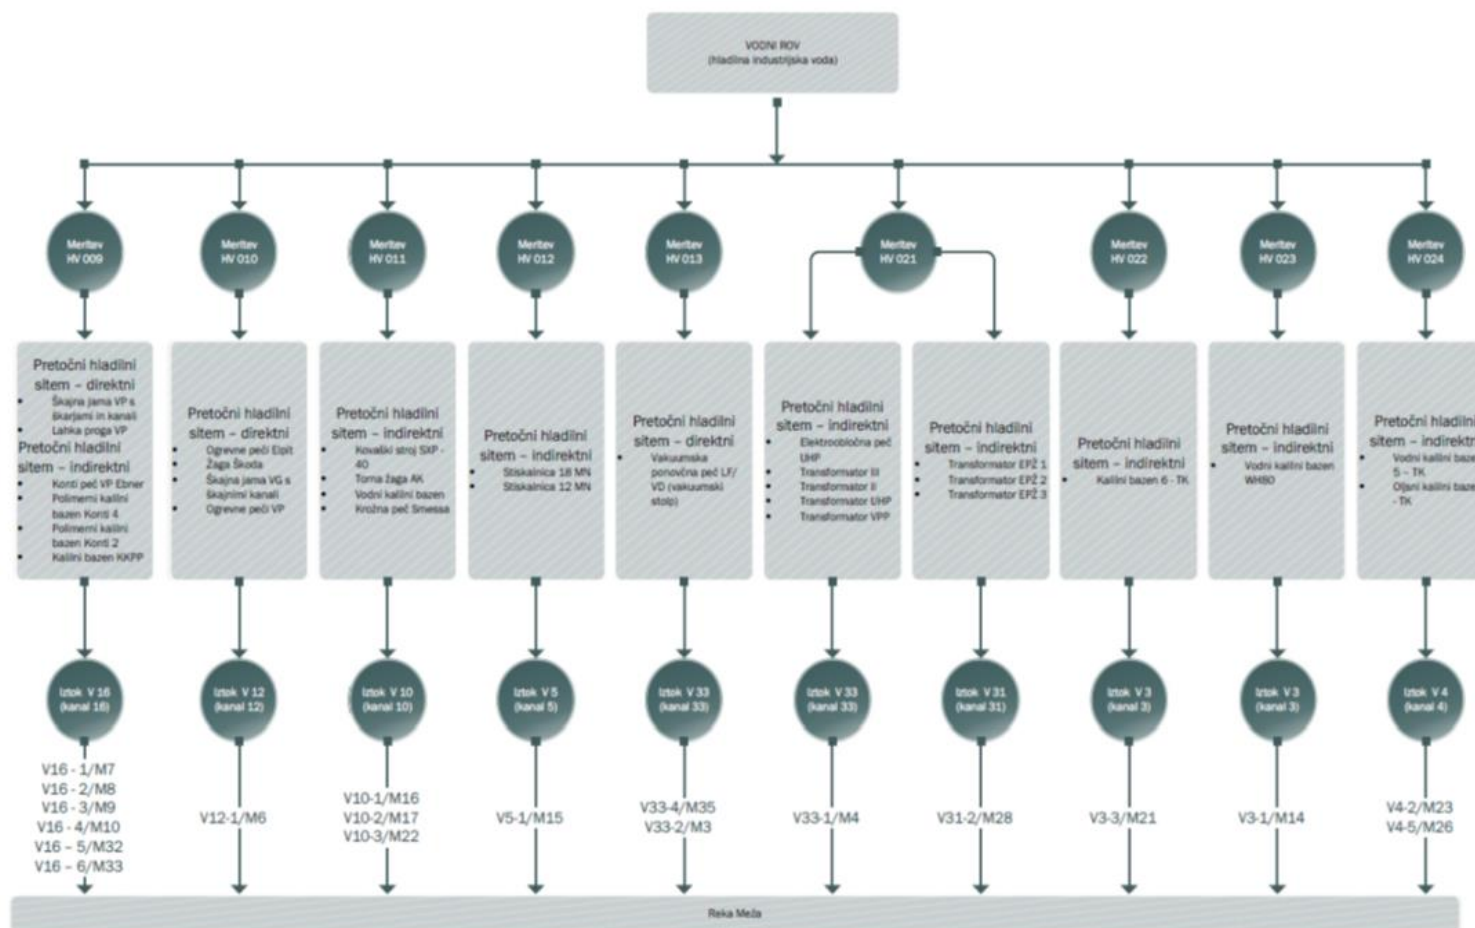 VODNI ROV
(hladilna industrijska voda)
Meritev
HV 009
Meritev
HV 010
Meritev
HV 011
Meritev
HV 012
Meritev
HV 013
Meritev
HV 021
Meritev
HV 022
Meritev
HV 023
Meritev
HV 024
Pretočni hladilni
sitem – direktni
• Škajna jama VP s
škarjami in kanali
• Lahka proga VP
Pretočni hladilni
sitem – indirektni
• Konti peč VP Ebner
• Polimerni kalilni
bazen Konti 4
• Polimerni kalilni
bazen Konti 2
• Kalilni bazen KKPP
Pretočni hladilni
sitem – direktni
• Ogrevne peči Elpit
• Žaga Škoda
• Škajna jama VG s
škajnimi kanali
• Ogrevne peči VP
Pretočni hladilni
sitem – indirektni
• Kovaški stroj SXP -
40
• Torna žaga AK
• Vodni kalilni bazen
• Krožna peč Smessa
Pretočni hladilni
sitem – indirektni
• Stiskalnica 18 MN
• Stiskalnica 12 MN
Pretočni hladilni
sitem – direktni
• Vakuumska
ponovčna peč LF/
VD (vakuumski
stolp)
Pretočni hladilni
sitem – indirektni
• Elektroobločna peč
UHP
• Transformator III
• Transformator II
• Transformator UHP
• Transformator VPP
Pretočni hladilni
sitem – indirektni
• Transformator EPŽ 1
• Transformator EPŽ 2
• Transformator EPŽ 3
Pretočni hladilni
sitem – indirektni
• Kalilni bazen 6 - TK
Pretočni hladilni
sitem – indirektni
• Vodni kalilni bazen
WH80
Pretočni hladilni
sitem – indirektni
• Vodni kalilni bazen
5 – TK
• Oljni kalilni bazen
- TK
Iztok V 16
(kanal 16)
Iztok V 12
(kanal 12)
Iztok V 10
(kanal 10)
Iztok V 5
(kanal 5)
Iztok V 33
(kanal 33)
Iztok V 33
(kanal 33)
Iztok V 31
(kanal 31)
Iztok V 3
(kanal 3)
Iztok V 3
(kanal 3)
Iztok V 4
(kanal 4)
V16 - 1/M7
V16 - 2/M8
V16 - 3/M9
V16 - 4/M10
V16 – 5/M32
V16 – 6/M33
V12-1/M6
V10-1/M16
V10-2/M17
V10-3/M22
V5-1/M15
V33-4/M35
V33-2/M3
V33-1/M4
V31-2/M28
V3-3/M21
V3-1/M14
V4-2/M23
V4-5/M26
Reka Meža